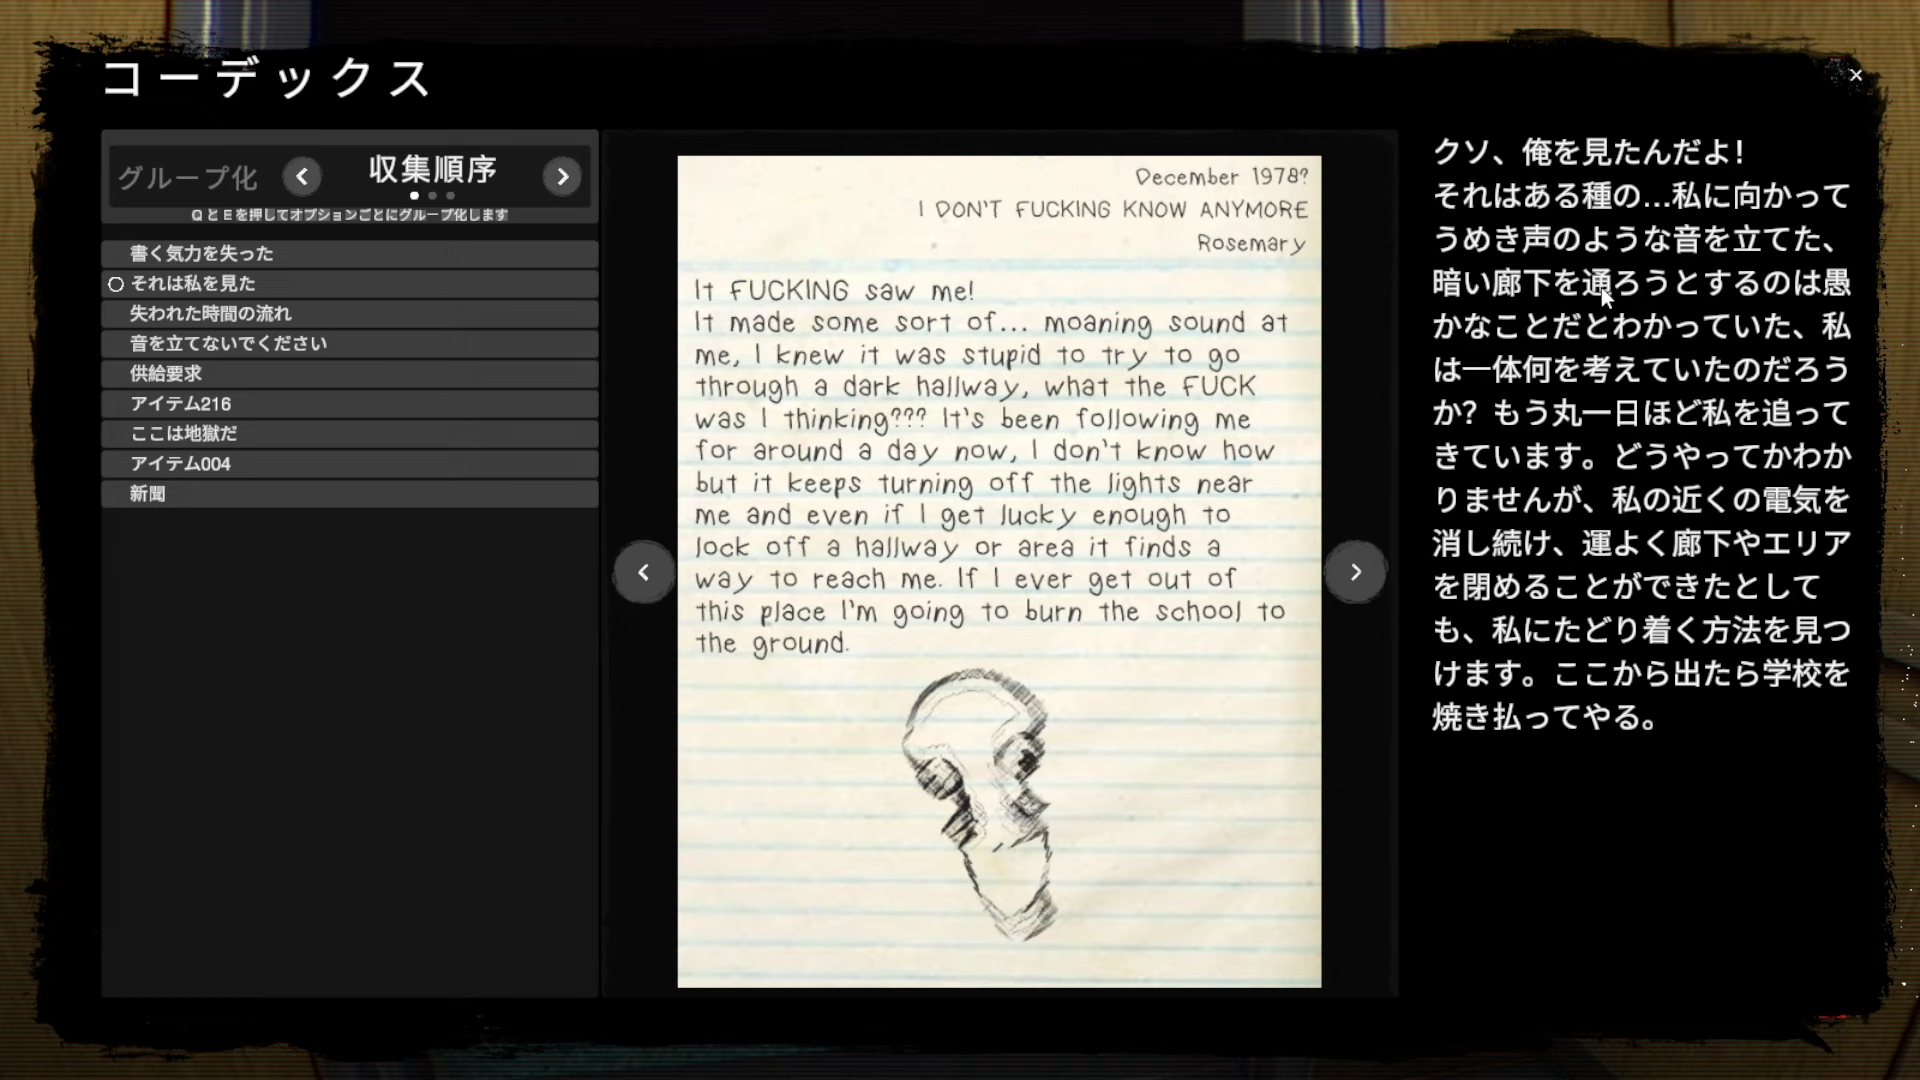 コーデックス
グループ化
収集順序
QとEを押してオプションごとにグループ化します
書く気力を失った
それは私を見た
失われた時間の流れ
音を立てないでください
供給要求
アイテム216
ここは地獄だ
アイテム004
新聞
December 1978?
I DON'T FUCKING KNOW ANYMORE
Rosemary
It FUCKING saw me!
It made some sort of... moaning sound at
me, I knew it was stupid to try to go
through a dark hallway, what the FUCK
was I thinking??? It's been following me
for around a day now, I don't know how
but it keeps turning off the lights near
me and even if I get lucky enough to
lock off a hallway or area it finds a
way to reach me. If I ever get out of
this place I'm going to burn the school to
the ground.
クソ、俺を見たんだよ！
それはある種の...私に向かって
うめき声のような音を立てた、
暗い廊下を通ろうとするのは愚
かなことだとわかっていた、私
は一体何を考えていたのだろう
か？もう丸一日ほど私を追って
きています。どうやってかわか
りませんが、私の近くの電気を
消し続け、運よく廊下やエリア
を閉めることができたとして
も、私にたどり着く方法を見つ
けます。ここから出たら学校を
焼き払ってやる。